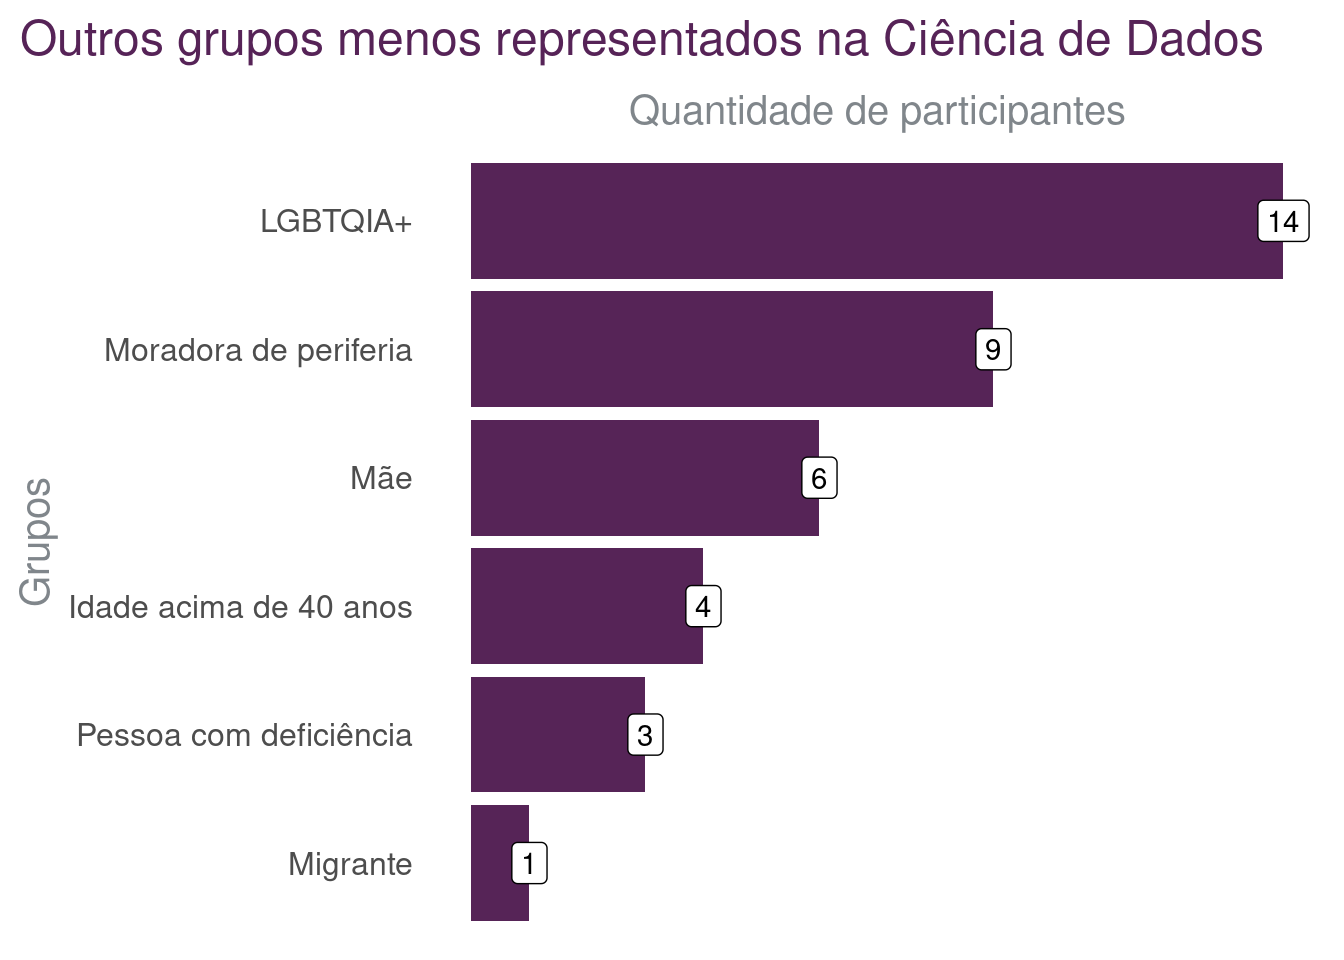 Outros grupos menos representados na Ciência de Dados
Quantidade de participantes
Grupos
LGBTQIA+
14
Moradora de periferia
9
Mãe
6
Idade acima de 40 anos
4
Pessoa com deficiência
3
Migrante
1